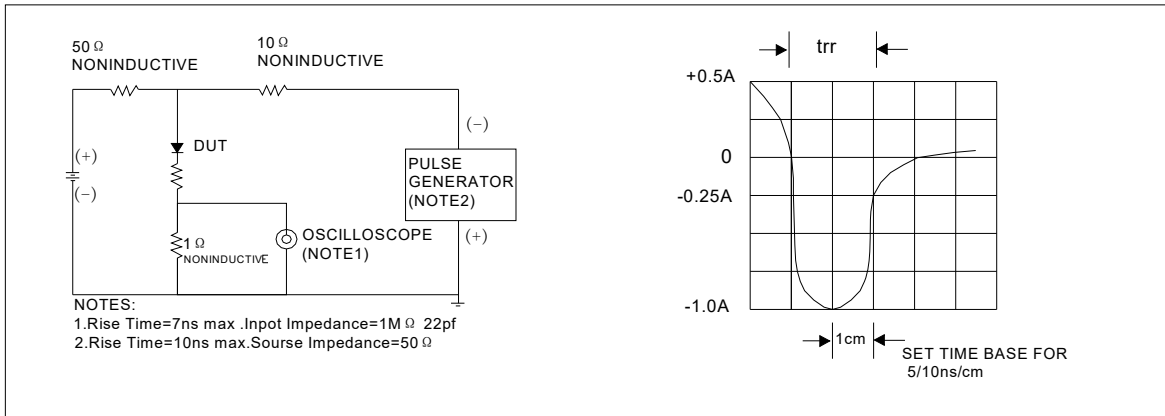 50 Ω
NONINDUCTIVE
10 Ω
NONINDUCTIVE
DUT
(+)
(−)
(−)
PULSE
GENERATOR
(NOTE2)
(+)
OSCILLOSCOPE
(NOTE1)
1 Ω
NONINDUCTIVE
NOTES:
1.Rise Time=7ns max .Inpot Impedance=1M Ω 22pf
2.Rise Time=10ns max.Sourse Impedance=50 Ω
trr
+0.5A
0
-0.25A
-1.0A
1cm
SET TIME BASE FOR
5/10ns/cm